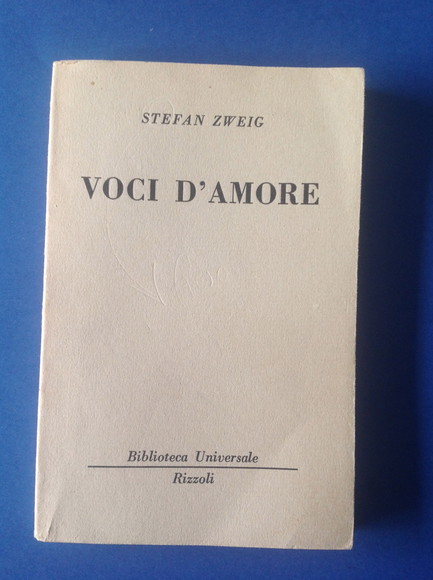 STEFAN ZWEIG
VOCI D'AMORE
Biblioteca Universale
Rizzoli